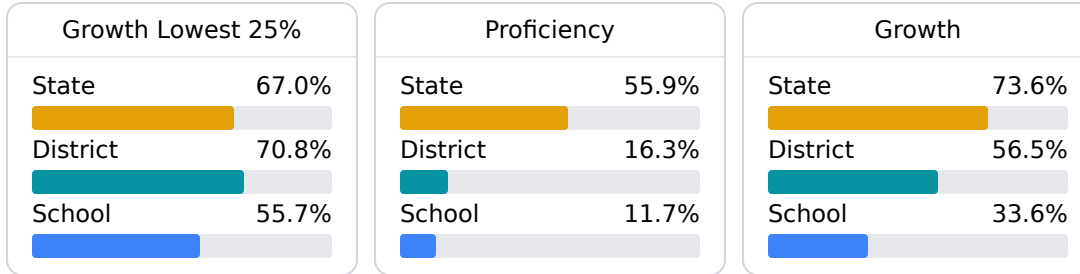 Growth Lowest 25%
State 67.0%
District 70.8%
School 55.7%
Proficiency
State 55.9%
District 16.3%
School 11.7%
Growth
State 73.6%
District 56.5%
School 33.6%